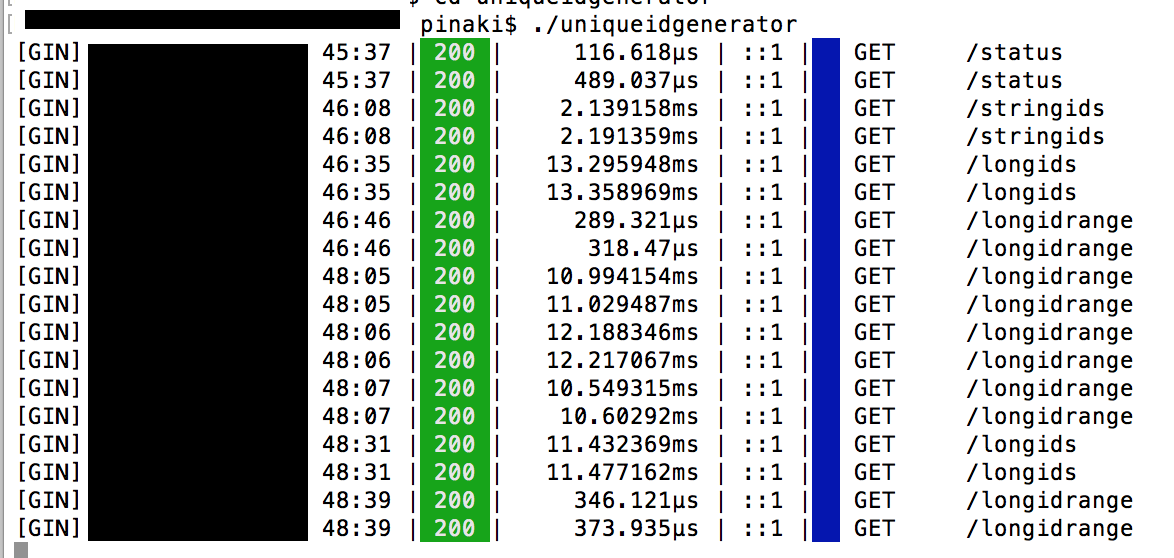 $ cd uniqueidgenerator
[ pinaki$ ./uniqueidgenerator
[GIN] 45:37 | 200 | 116.618µs | ::1 | GET /status
[GIN] 45:37 | 200 | 489.037µs | ::1 | GET /status
[GIN] 46:08 | 200 | 2.139158ms | ::1 | GET /stringids
[GIN] 46:08 | 200 | 2.191359ms | ::1 | GET /stringids
[GIN] 46:35 | 200 | 13.295948ms | ::1 | GET /longids
[GIN] 46:35 | 200 | 13.358969ms | ::1 | GET /longids
[GIN] 46:46 | 200 | 289.321µs | ::1 | GET /longidrange
[GIN] 46:46 | 200 | 318.47µs | ::1 | GET /longidrange
[GIN] 48:05 | 200 | 10.994154ms | ::1 | GET /longidrange
[GIN] 48:05 | 200 | 11.029487ms | ::1 | GET /longidrange
[GIN] 48:06 | 200 | 12.188346ms | ::1 | GET /longidrange
[GIN] 48:06 | 200 | 12.217067ms | ::1 | GET /longidrange
[GIN] 48:07 | 200 | 10.549315ms | ::1 | GET /longidrange
[GIN] 48:07 | 200 | 10.60292ms | ::1 | GET /longidrange
[GIN] 48:31 | 200 | 11.432369ms | ::1 | GET /longids
[GIN] 48:31 | 200 | 11.477162ms | ::1 | GET /longids
[GIN] 48:39 | 200 | 346.121µs | ::1 | GET /longidrange
[GIN] 48:39 | 200 | 373.935µs | ::1 | GET /longidrange